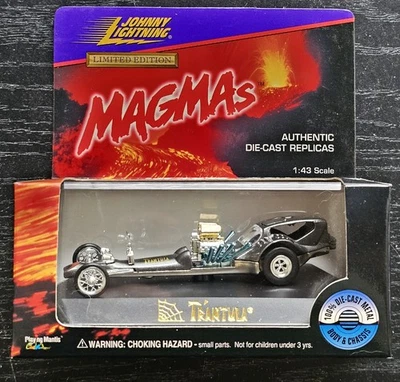 JOHNNY
LIGHTNING
LIMITED EDITION
MAGMAs
AUTHENTIC
DIE-CAST REPLICAS
1:43 Scale
TRANTULA
Playing Mantis
WARNING: CHOKING HAZARD - small parts. Not for children under 3 yrs.
100% DIE-CAST METAL
BODY & CHASSIS